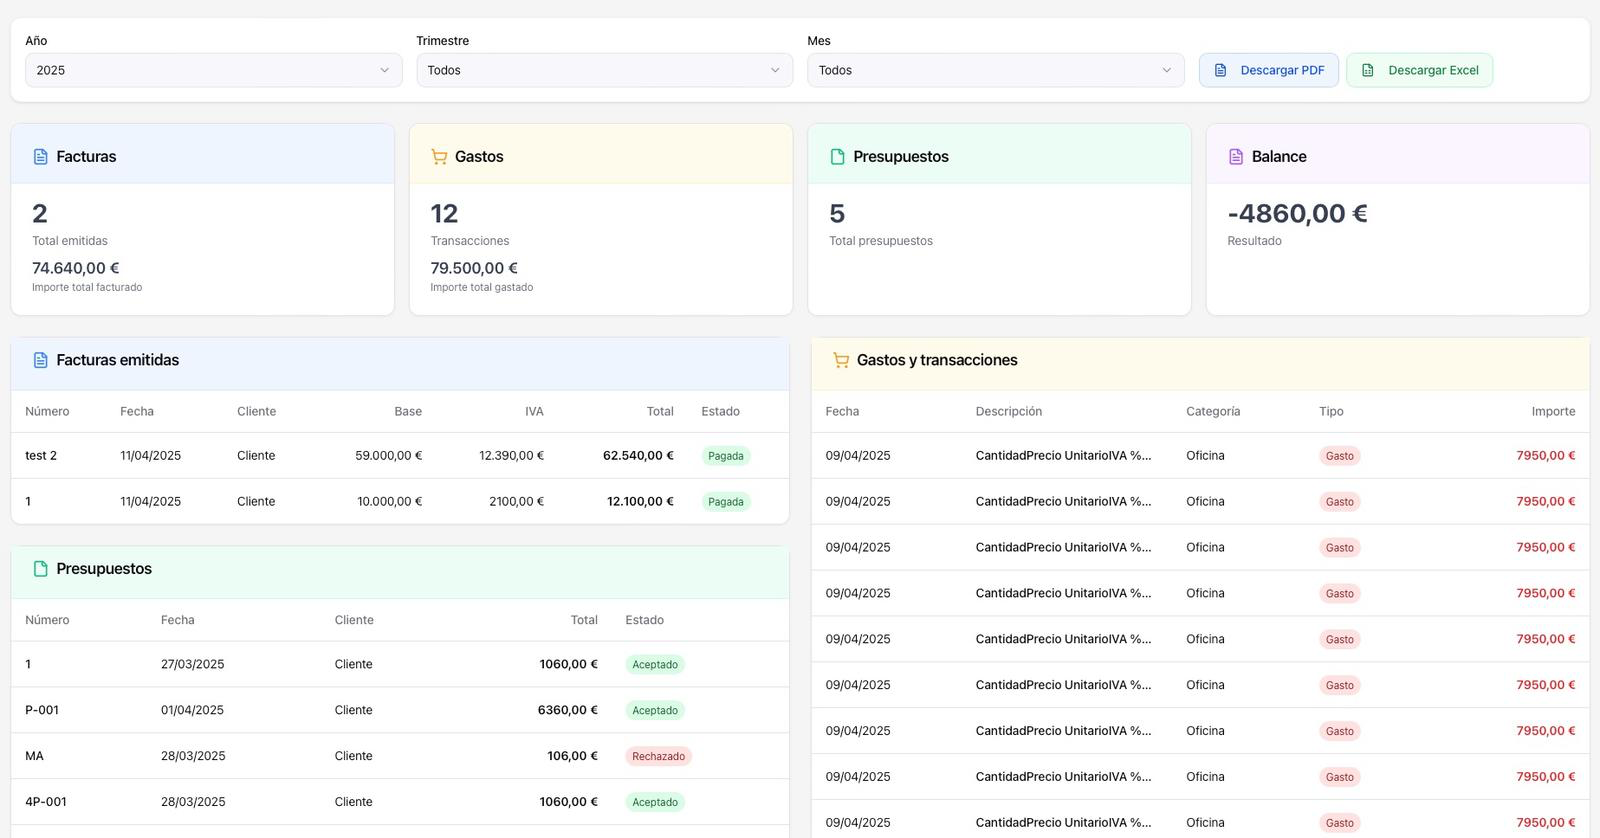 Año
Trimestre
Mes
2025
Todos
Todos
Descargar PDF
Descargar Excel
Facturas
2
Total emitidas
74.640,00 €
Importe total facturado
Gastos
12
Transacciones
79.500,00 €
Importe total gastado
Presupuestos
5
Total presupuestos
Balance
-4860,00 €
Resultado
Facturas emitidas
Número Fecha Cliente Base IVA Total Estado
test 2 11/04/2025 Cliente 59.000,00 € 12.390,00 € 62.540,00 € Pagada
1 11/04/2025 Cliente 10.000,00 € 2100,00 € 12.100,00 € Pagada
Presupuestos
Número Fecha Cliente Total Estado
1 27/03/2025 Cliente 1060,00 € Aceptado
P-001 01/04/2025 Cliente 6360,00 € Aceptado
MA 28/03/2025 Cliente 106,00 € Rechazado
4P-001 28/03/2025 Cliente 1060,00 € Aceptado
Gastos y transacciones
Fecha Descripción Categoría Tipo Importe
09/04/2025 CantidadPrecio UnitarioIVA %... Oficina Gasto 7950,00 €
09/04/2025 CantidadPrecio UnitarioIVA %... Oficina Gasto 7950,00 €
09/04/2025 CantidadPrecio UnitarioIVA %... Oficina Gasto 7950,00 €
09/04/2025 CantidadPrecio UnitarioIVA %... Oficina Gasto 7950,00 €
09/04/2025 CantidadPrecio UnitarioIVA %... Oficina Gasto 7950,00 €
09/04/2025 CantidadPrecio UnitarioIVA %... Oficina Gasto 7950,00 €
09/04/2025 CantidadPrecio UnitarioIVA %... Oficina Gasto 7950,00 €
09/04/2025 CantidadPrecio UnitarioIVA %... Oficina Gasto 7950,00 €
09/04/2025 CantidadPrecio UnitarioIVA %... Oficina Gasto 7950,00 €